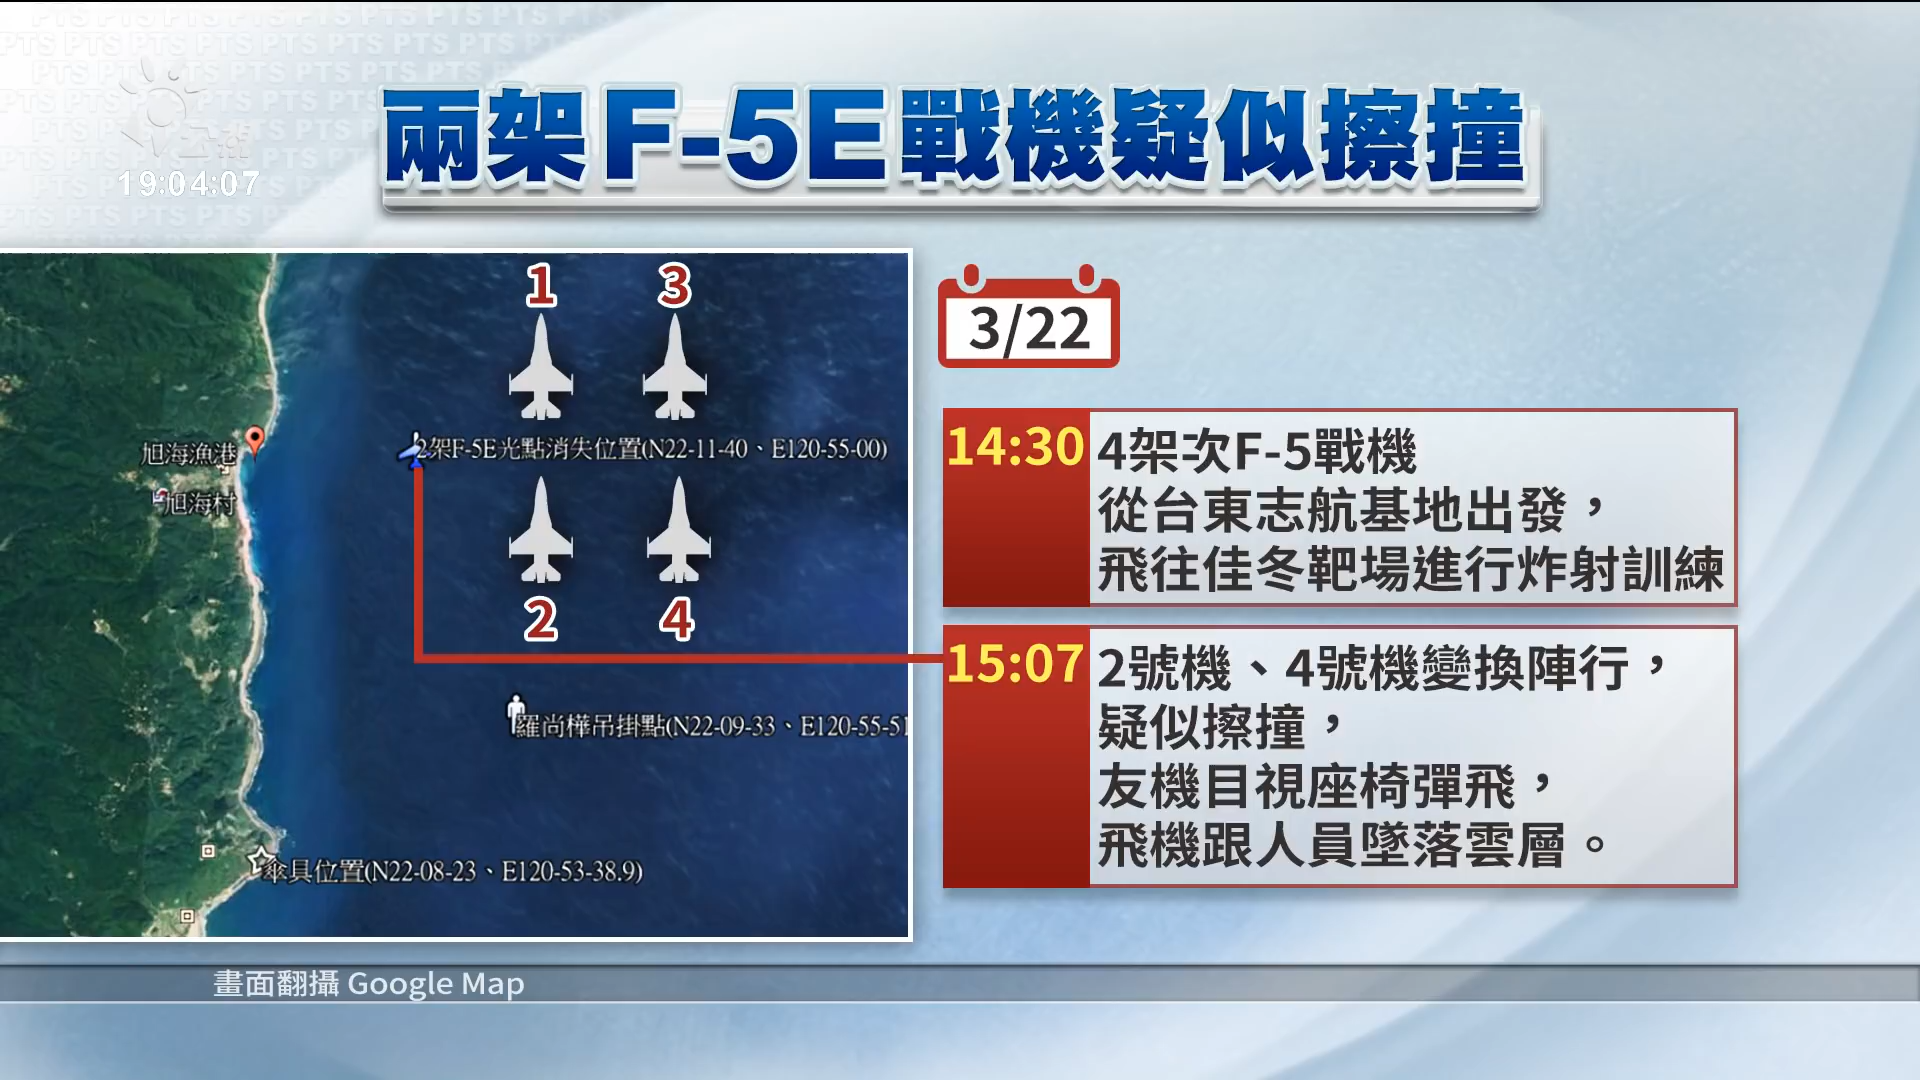 公視
19:04:07
兩架F-5E戰機疑似擦撞
1
3
2架F-5E光點消失位置(N22-11-40、E120-55-00)
旭海漁港
旭海村
2
4
羅尚樺吊掛點(N22-09-33、E120-55-51
傘具位置(N22-08-23、E120-53-38.9)
3/22
14:30
4架次F-5戰機
從台東志航基地出發，
飛往佳冬靶場進行炸射訓練
15:07
2號機、4號機變換陣行，
疑似擦撞，
友機目視座椅彈飛，
飛機跟人員墜落雲層。
畫面翻攝 Google Map